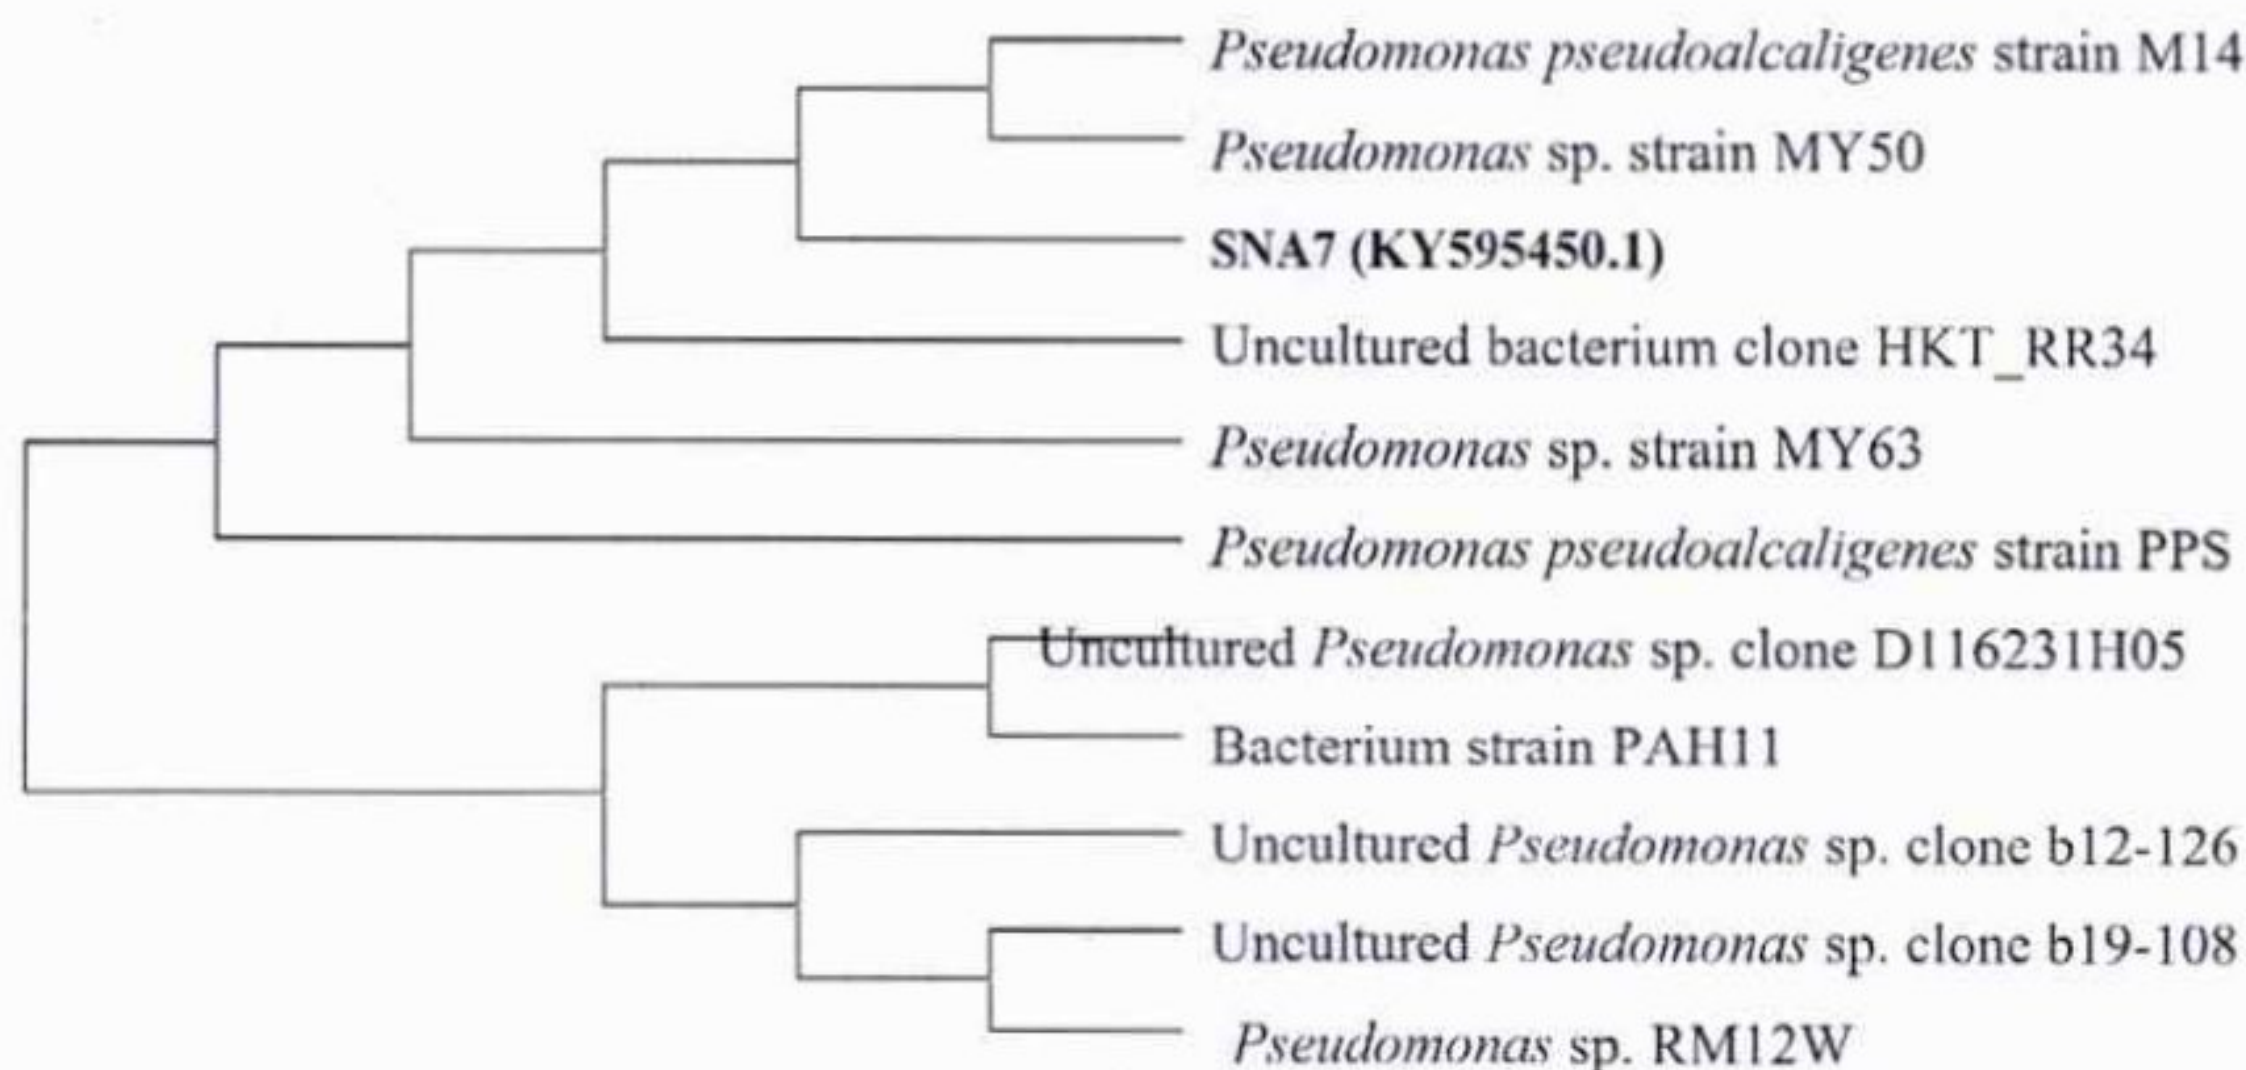 Pseudomonas pseudoalcaligenes strain M14
Pseudomonas sp. strain MY50
SNA7 (KY595450.1)
Uncultured bacterium clone HKT_RR34
Pseudomonas sp. strain MY63
Pseudomonas pseudoalcaligenes strain PPS
Uncultured Pseudomonas sp. clone D116231H05
Bacterium strain PAH11
Uncultured Pseudomonas sp. clone b12-126
Uncultured Pseudomonas sp. clone b19-108
Pseudomonas sp. RM12W